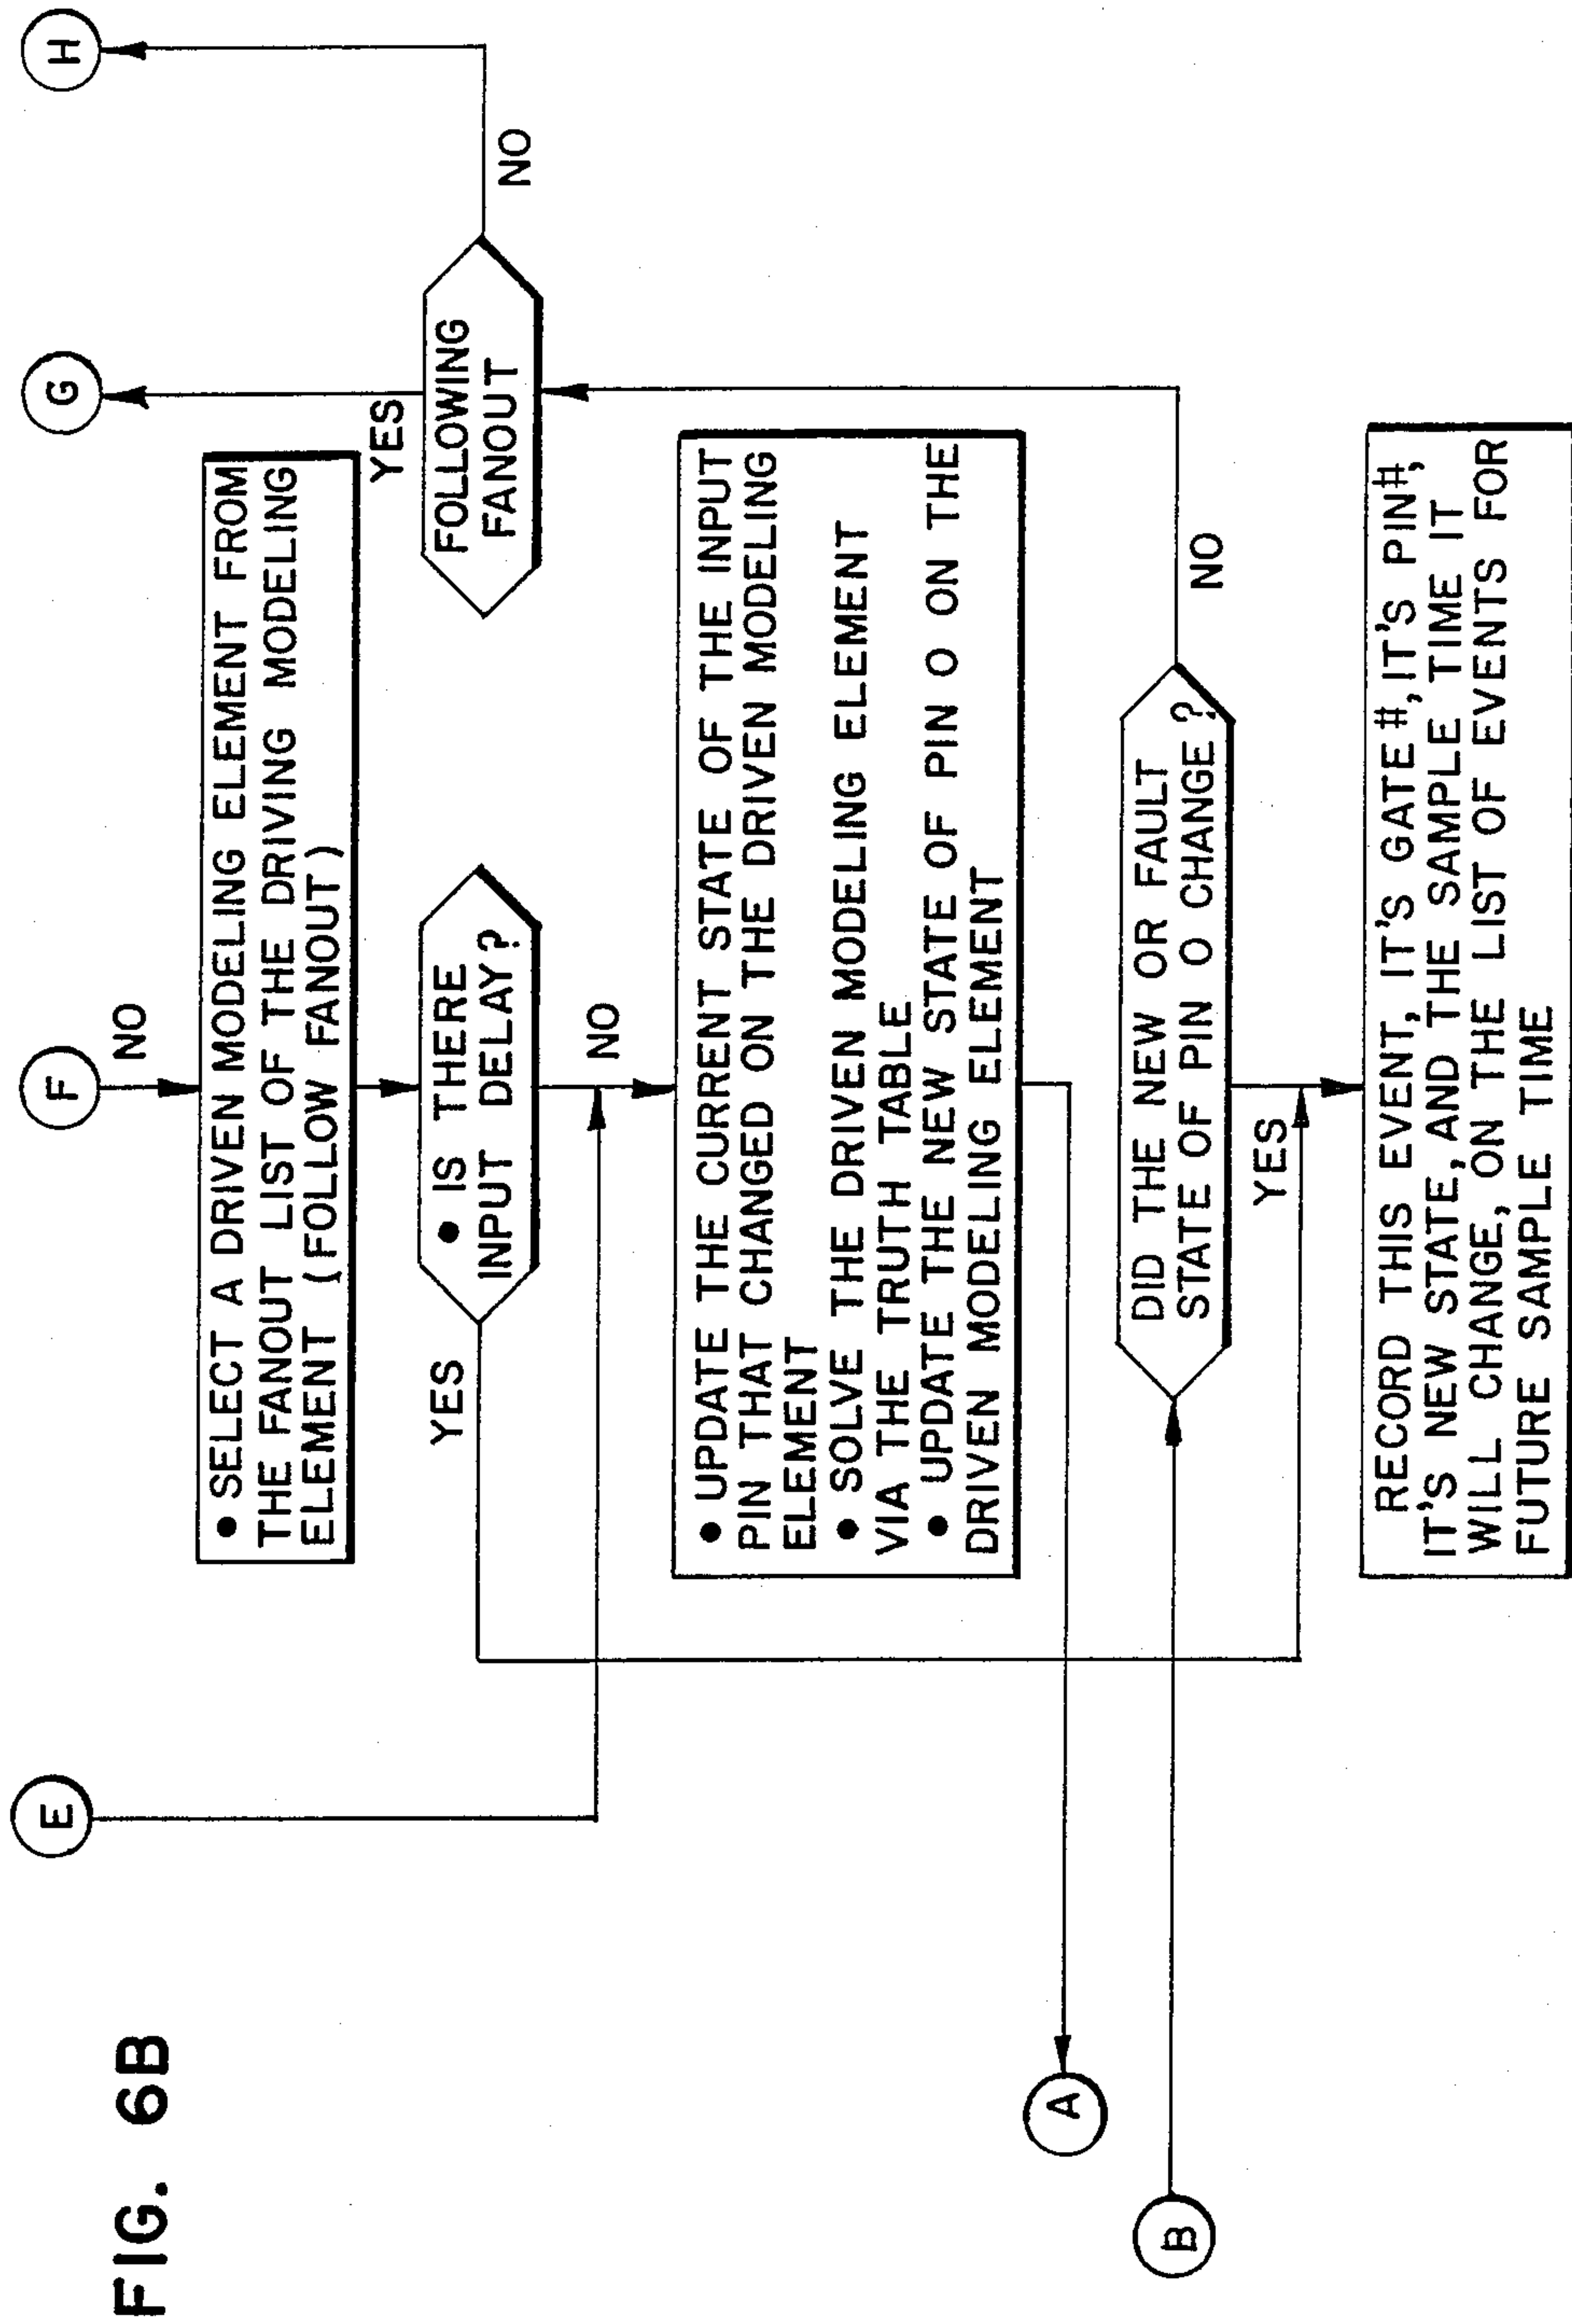 FIG. 6B
E
F
G
H
NO
• SELECT A DRIVEN MODELING ELEMENT FROM
THE FANOUT LIST OF THE DRIVING MODELING
ELEMENT (FOLLOW FANOUT)
YES
• IS THERE
INPUT DELAY?
YES
NO
FOLLOWING
FANOUT
NO
• UPDATE THE CURRENT STATE OF THE INPUT
PIN THAT CHANGED ON THE DRIVEN MODELING
ELEMENT
• SOLVE THE DRIVEN MODELING ELEMENT
VIA THE TRUTH TABLE
• UPDATE THE NEW STATE OF PIN O ON THE
DRIVEN MODELING ELEMENT
A
B
DID THE NEW OR FAULT
STATE OF PIN O CHANGE ?
NO
YES
RECORD THIS EVENT, IT'S GATE#, IT'S PIN#,
IT'S NEW STATE, AND THE SAMPLE TIME IT
WILL CHANGE, ON THE LIST OF EVENTS FOR
FUTURE SAMPLE TIME